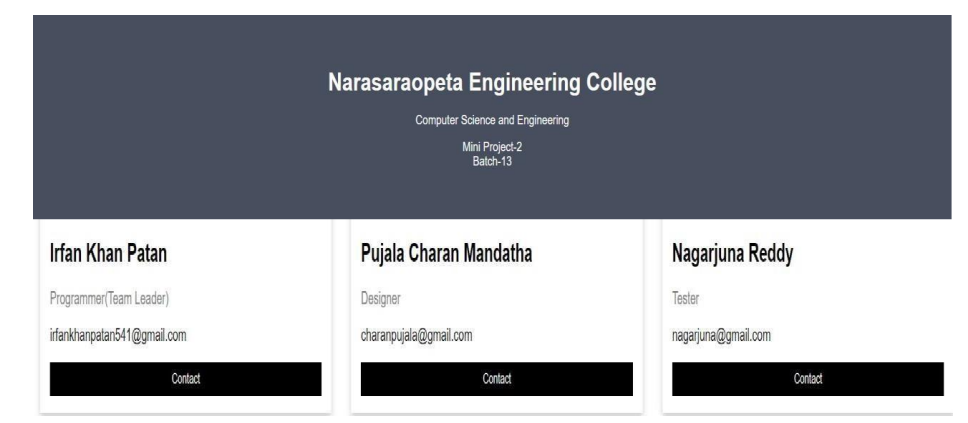 Narasaraopeta Engineering College
Computer Science and Engineering
Mini Project-2
Batch-13
Irfan Khan Patan
Programmer(Team Leader)
irfankhanpatan541@gmail.com
Contact
Pujala Charan Mandatha
Designer
charanpujala@gmail.com
Contact
Nagarjuna Reddy
Tester
nagarjuna@gmail.com
Contact